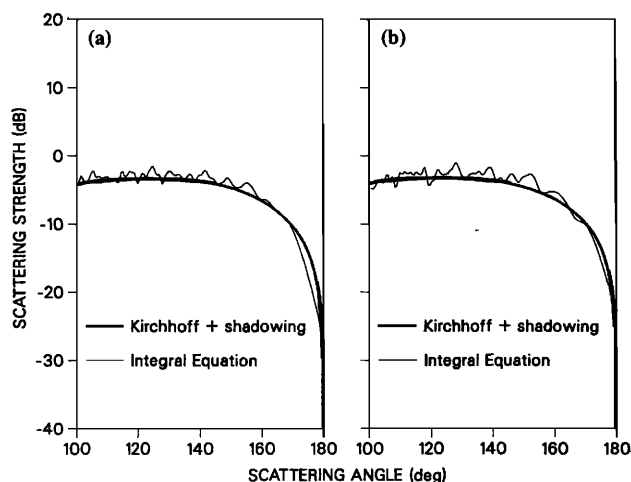 (a)
(b)
SCATTERING STRENGTH (dB)
20
10
0
-10
-20
-30
-40
Kirchhoff + shadowing
Integral Equation
Kirchhoff + shadowing
Integral Equation
100 120 140 160 180 100 120 140 160 180
SCATTERING ANGLE (deg)